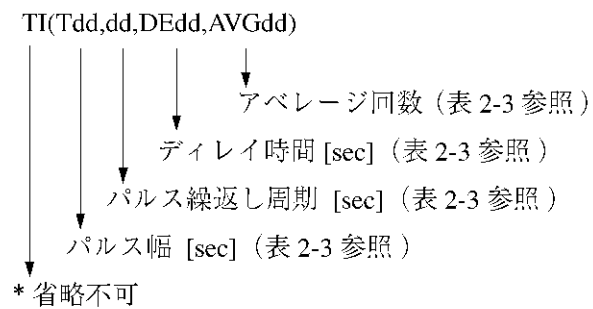 TI(Tdd,dd,DEdd,AVGdd)
アベレージ回数 (表 2-3 参照 )
ディレイ時間 [sec] (表 2-3 参照 )
パルス繰返し周期 [sec] (表 2-3 参照 )
パルス幅 [sec] (表 2-3 参照 )
* 省略不可